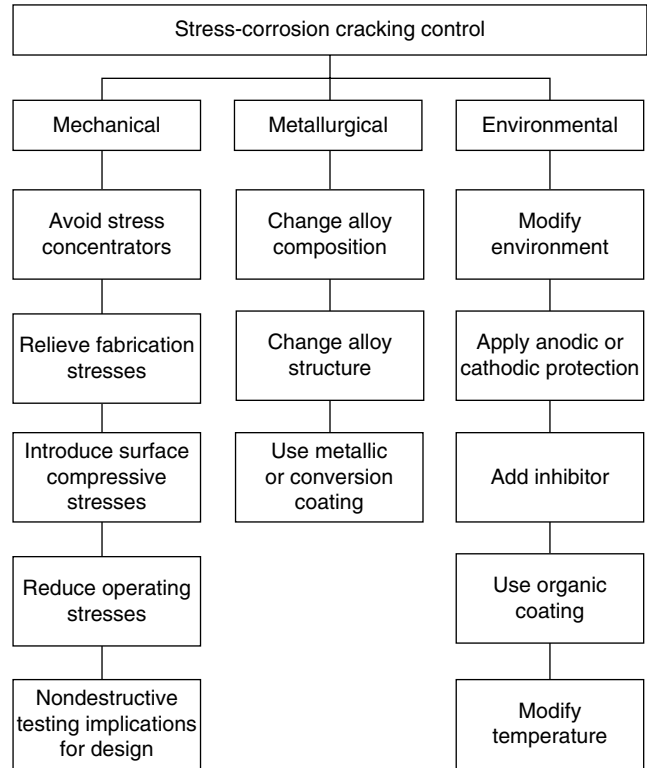 Stress-corrosion cracking control
Mechanical
Metallurgical
Environmental
Avoid stress
concentrators
Change alloy
composition
Modify
environment
Relieve fabrication
stresses
Change alloy
structure
Apply anodic or
cathodic protection
Introduce surface
compressive
stresses
Use metallic
or conversion
coating
Add inhibitor
Reduce operating
stresses
Use organic
coating
Nondestructive
testing implications
for design
Modify
temperature